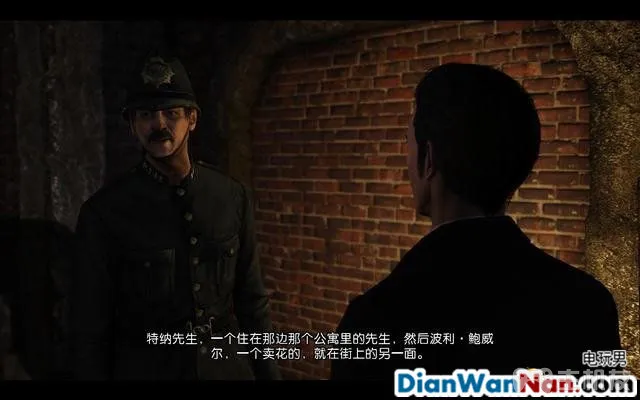 特纳先生，一个住在那边那个公寓里的先生，然后波利·鲍威
尔，一个卖花的，就在街上的另一面。
电玩男
DianWanNan.com